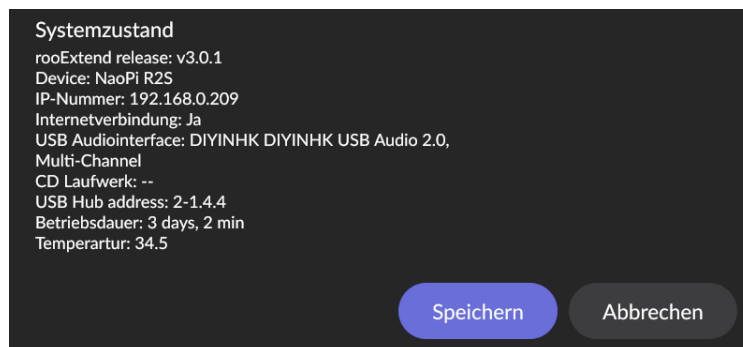 Systemzustand
rooExtend release: v3.0.1
Device: NaoPi R2S
IP-Nummer: 192.168.0.209
Internetverbindung: Ja
USB Audiointerface: DIYINHK DIYINHK USB Audio 2.0,
Multi-Channel
CD Laufwerk: --
USB Hub address: 2-1.4.4
Betriebsdauer: 3 days, 2 min
Temperartur: 34.5
Speichern
Abbrechen